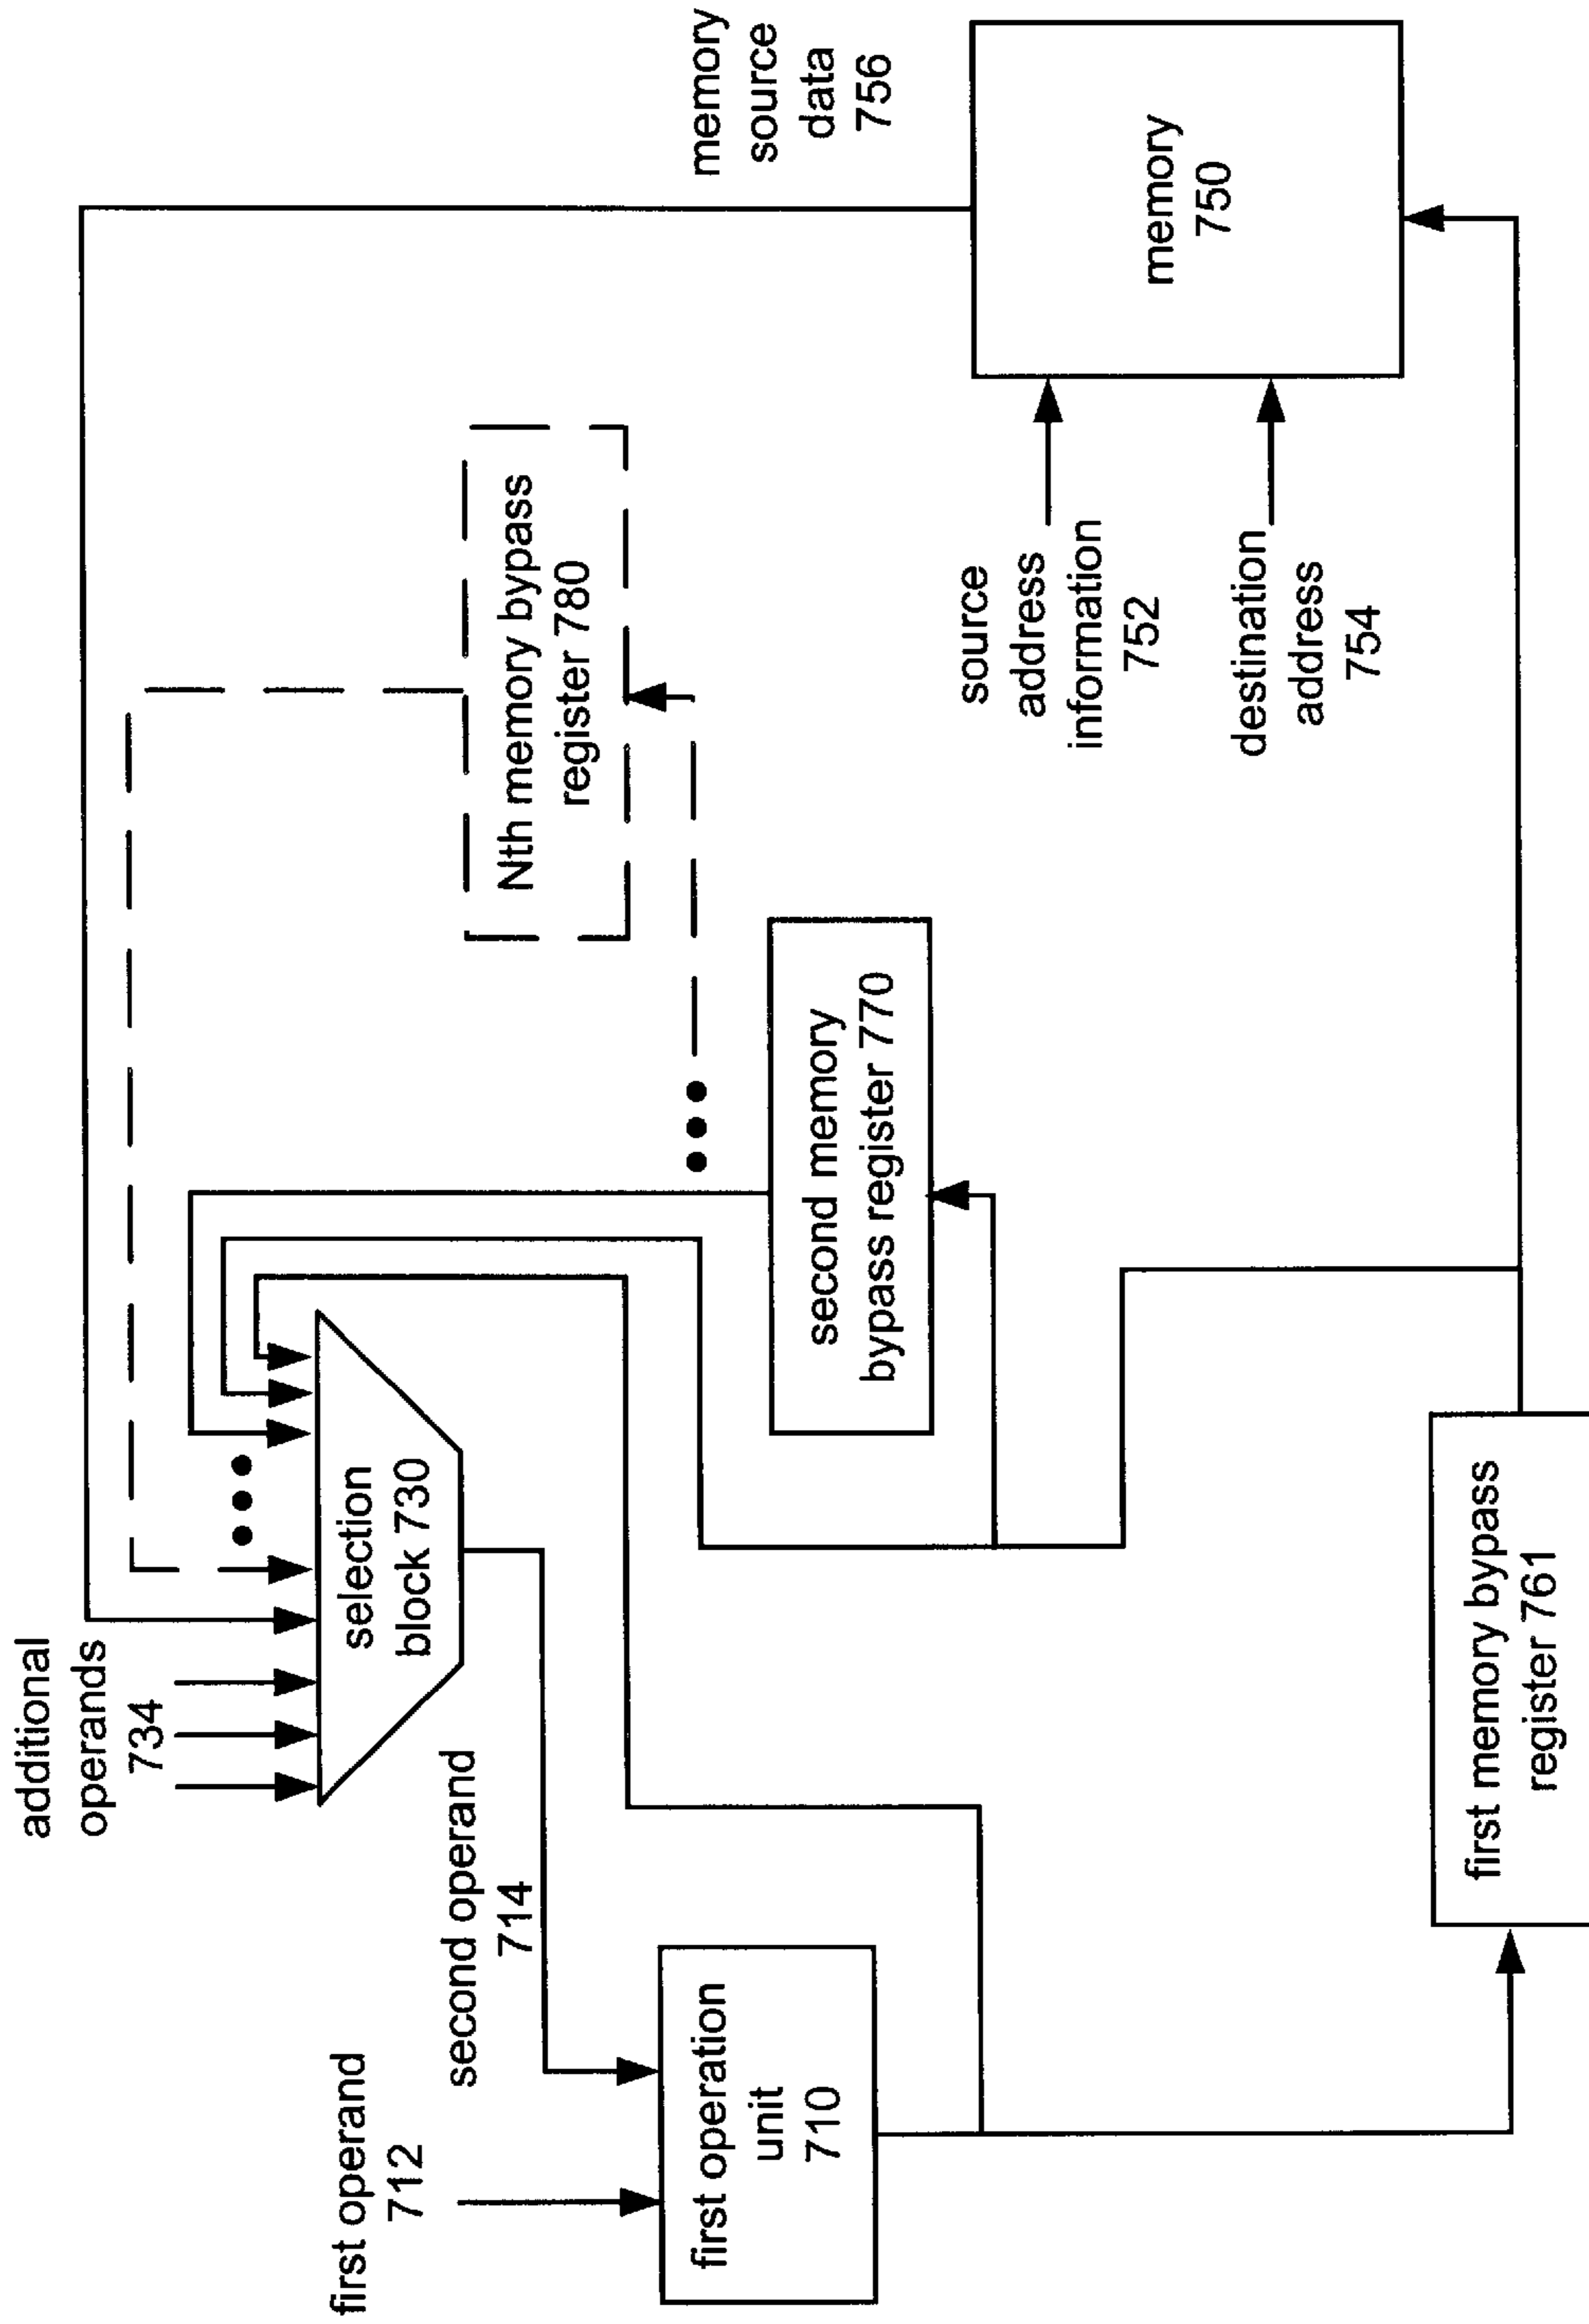 additional
operands
734
selection
block 730
first operand
712
second operand
714
first operation
unit
710
second memory
bypass register 770
Nth memory bypass
register 780
memory
source
data
756
source
address
information
752
destination
address
754
memory
750
first memory bypass
register 761